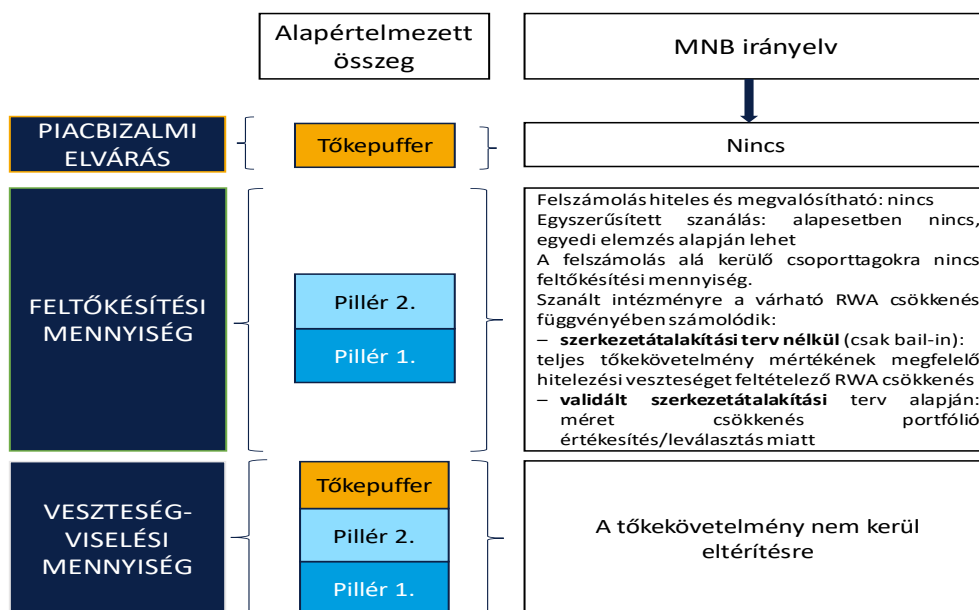 Alapértelmezett
összeg
MNB irányelv
PIACBIZALMI
ELVÁRÁS
Tőkepuffer
Nincs
FELTŐKÉSÍTÉSI
MENNYISÉG
Pillér 2.
Pillér 1.
Felszámolás hiteles és megvalósítható: nincs
Egyszerűsített szanálás: alapesetben nincs,
egyedi elemzés alapján lehet
A felszámolás alá kerülő csoporttagokra nincs
feltőkésítési mennyiség.
Szanált intézményre a várható RWA csökkenés
függvényében számolódik:
– szerkezetátalakítási terv nélkül (csak bail-in):
teljes tőkekövetelmény mértékének megfelelő
hitelezési veszteséget feltételező RWA csökkenés
– validált szerkezetátalakítási terv alapján:
méret csökkenés portfólió
értékesítés/leválasztás miatt
VESZTESÉG-
VISELÉSI
MENNYISÉG
Tőkepuffer
Pillér 2.
Pillér 1.
A tőkekövetelmény nem kerül
eltérítésre